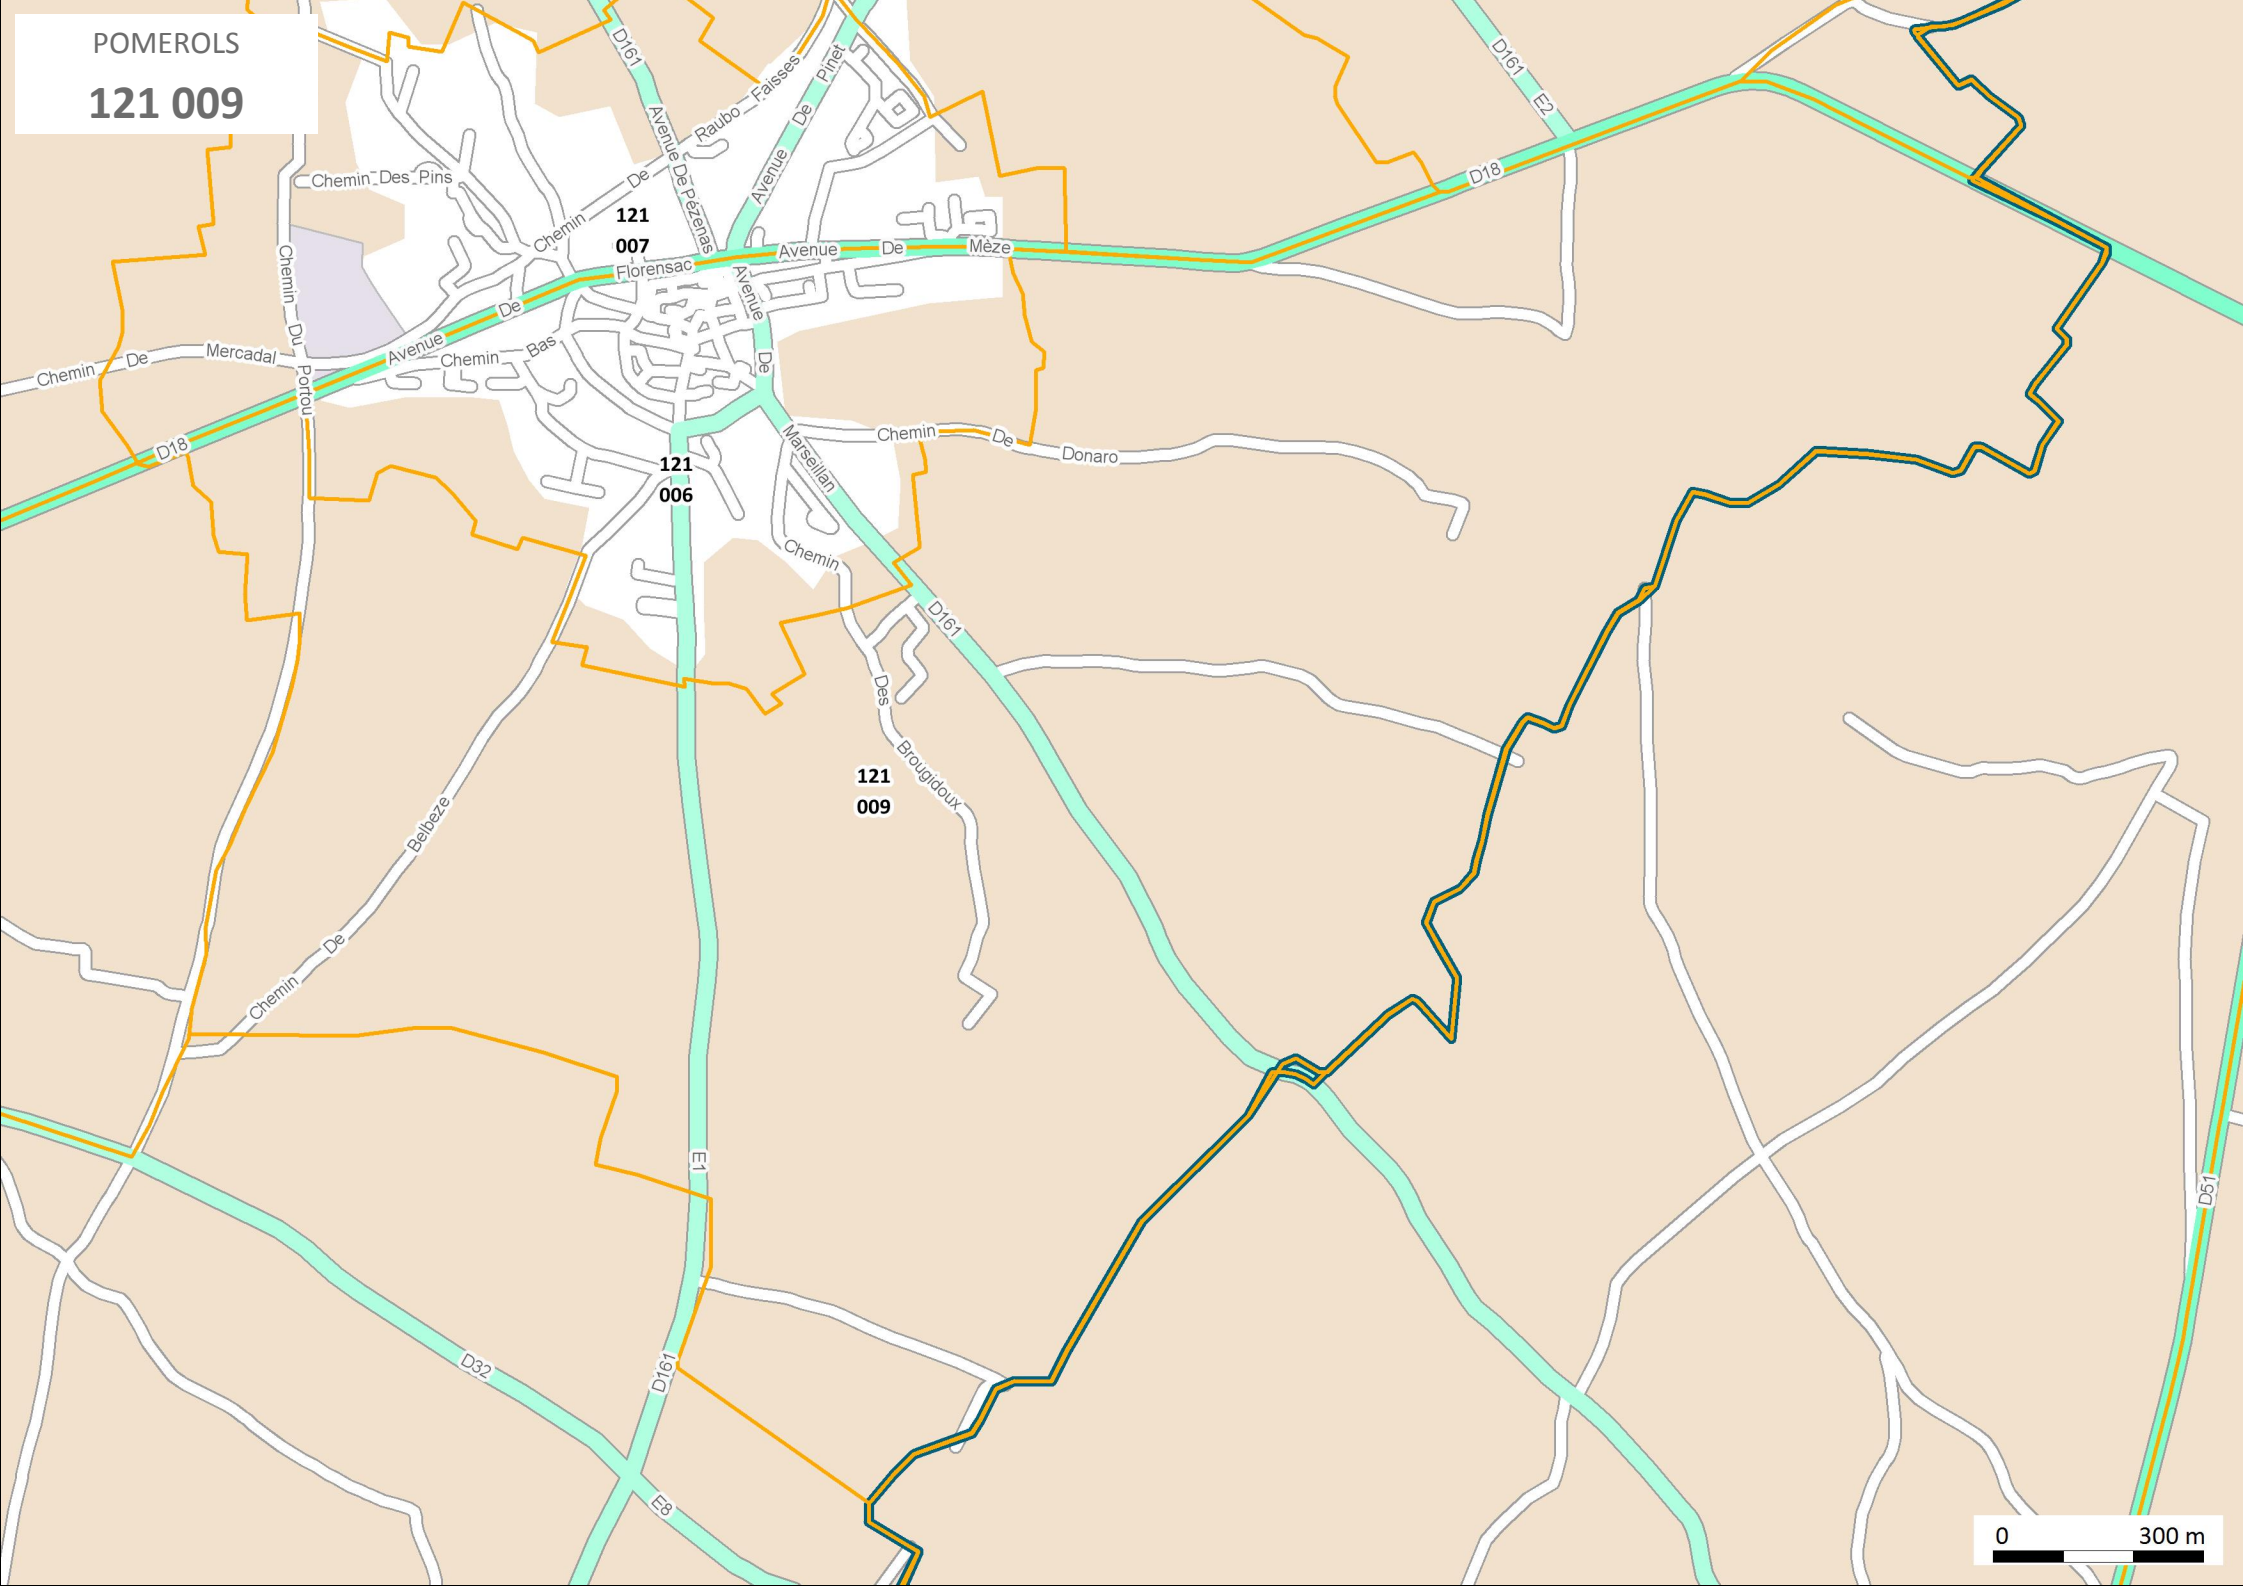 POMEROLS
121 009
D161
Avenue De Pézenas
Chemin De Raubo Faisses
Avenue De Pinet
D161
E2
D18
Chemin Des Pins
121
007
Avenue De Mèze
Avenue De Florensac
Chemin Du Portou
Chemin De Mercadal
Chemin Bas
Avenue De Marseillan
D18
Chemin De Donaro
121
006
Chemin Des Brougidoux
D161
121
009
Chemin De Belbeze
E1
D161
D32
E8
D51
0 300 m